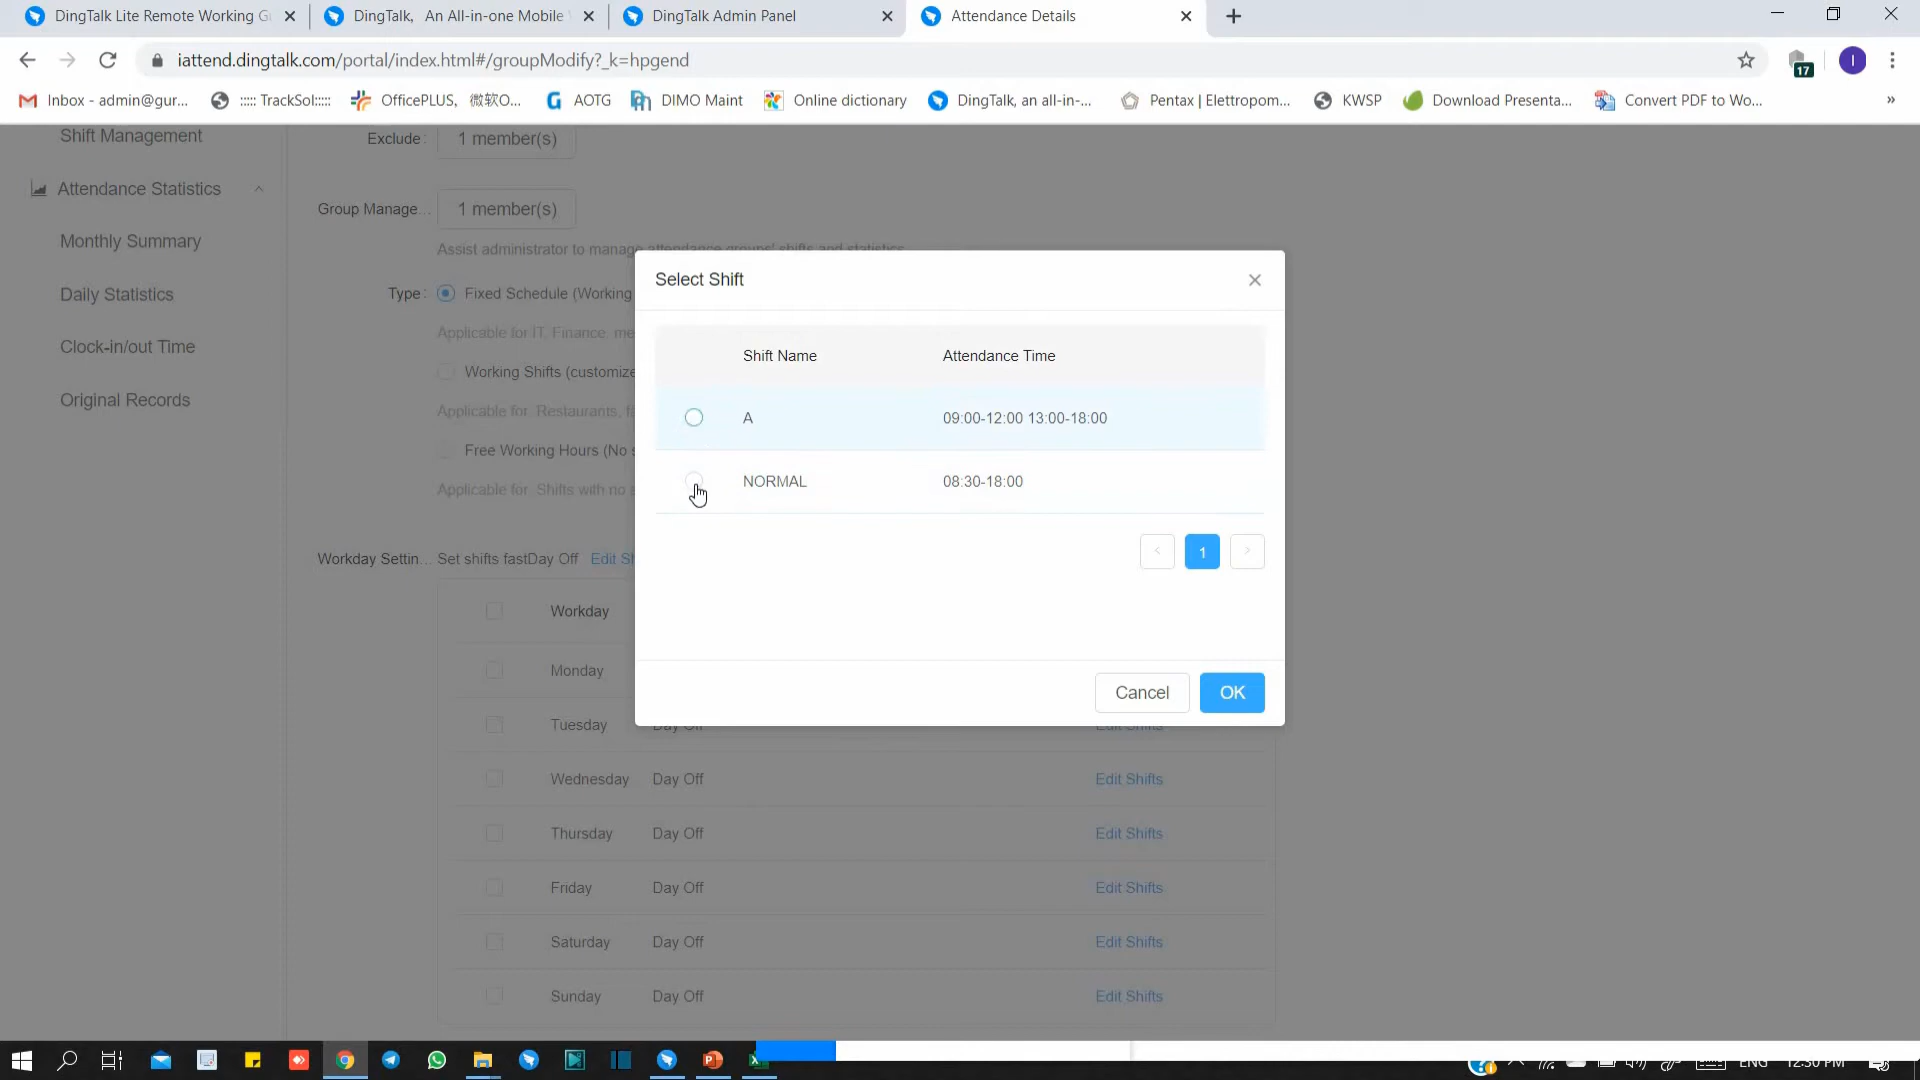 DingTalk Lite Remote Working G
DingTalk, An All-in-one Mobile
DingTalk Admin Panel
Attendance Details
iattend.dingtalk.com/portal/index.html#/groupModify?_k=hpgend
17
I
Inbox - admin@gur...
::::: TrackSol:::::
OfficePLUS, 微软O...
AOTG
DIMO Maint
Online dictionary
DingTalk, an all-in-...
Pentax | Elettropom...
KWSP
Download Presenta...
Convert PDF to Wo...
»
Shift Management
Exclude :
1 member(s)
Attendance Statistics
Group Manage...
1 member(s)
Monthly Summary
Assist administrator to manage attendance groups' shifts and statistics
Select Shift
Daily Statistics
Type :
Fixed Schedule (Working
Applicable for IT, Finance, me
Clock-in/out Time
Shift Name
Attendance Time
Working Shifts (customize
Original Records
Applicable for Restaurants, fa
A
09:00-12:00 13:00-18:00
Free Working Hours (No s
Applicable for Shifts with no s
NORMAL
08:30-18:00
1
Workday Settin...
Set shifts fastDay Off
Edit Sh
Workday
Monday
Cancel
OK
Tuesday
Day Off
Edit Shifts
Wednesday
Day Off
Edit Shifts
Thursday
Day Off
Edit Shifts
Friday
Day Off
Edit Shifts
Saturday
Day Off
Edit Shifts
Sunday
Day Off
Edit Shifts
ENG
12:30 PM